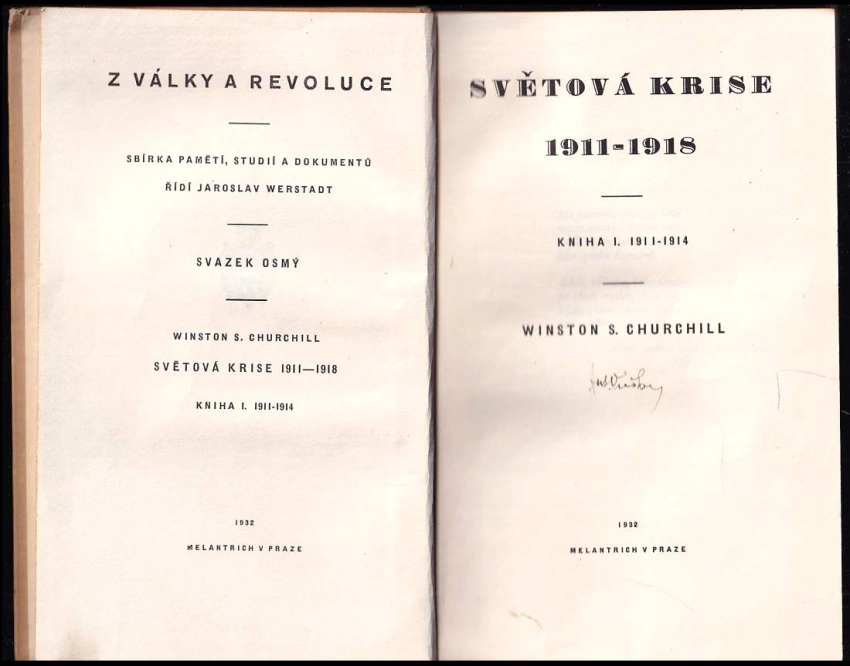 Z VÁLKY A REVOLUCE
SBÍRKA PAMĚTÍ, STUDIÍ A DOKUMENTŮ
ŘÍDÍ JAROSLAV WERSTADT
SVAZEK OSMÝ
WINSTON S. CHURCHILL
SVĚTOVÁ KRISE 1911—1918
KNIHA I. 1911-1914
1932
MELANTRICH V PRAZE
SVĚTOVÁ KRISE
1911-1918
KNIHA I. 1911-1914
WINSTON S. CHURCHILL
1932
MELANTRICH V PRAZE